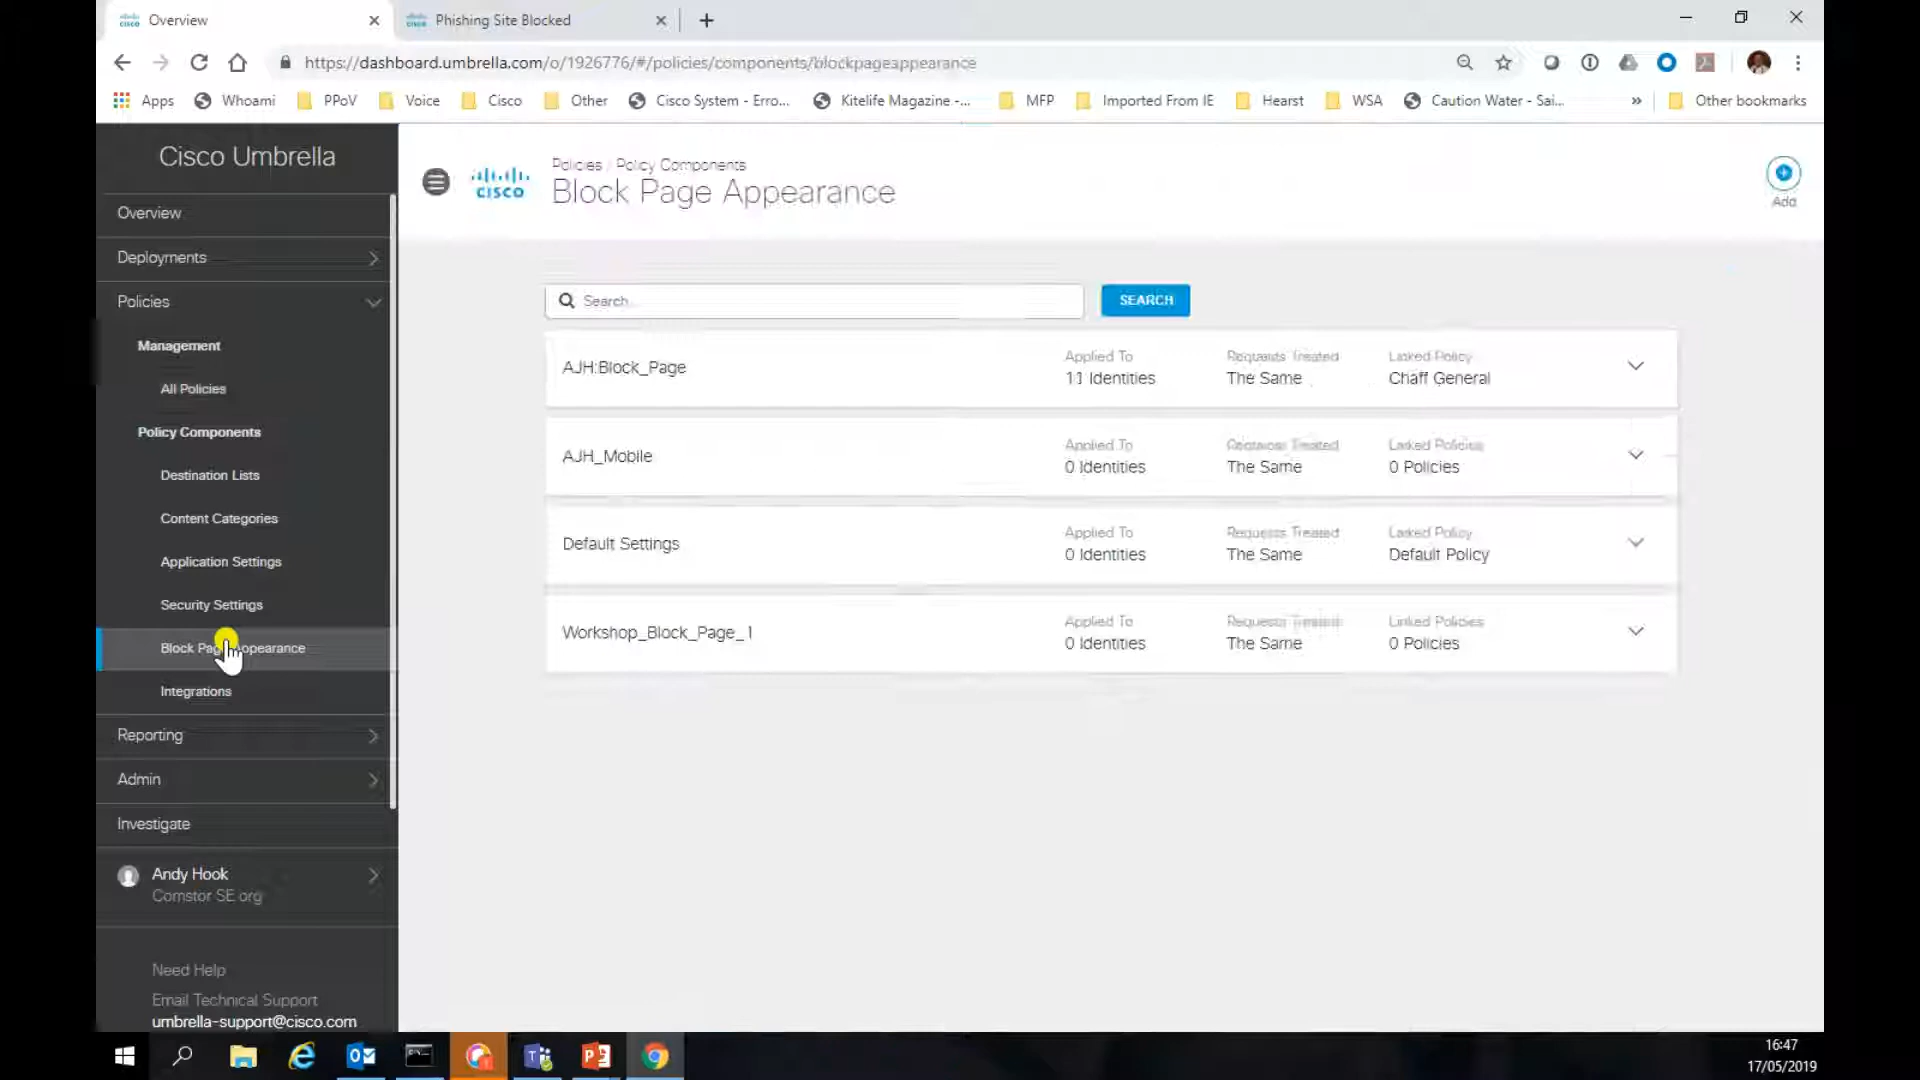 Overview
Phishing Site Blocked
https://dashboard.umbrella.com/o/1926776/#/policies/components/blockpageappearance
Apps
Whoami
PPoV
Voice
Cisco
Other
Cisco System - Erro...
Kitelife Magazine -...
MFP
Imported From IE
Hearst
WSA
Caution Water - Sai...
»
Other bookmarks
Cisco Umbrella
Overview
Deployments
Policies
Management
All Policies
Policy Components
Destination Lists
Content Categories
Application Settings
Security Settings
Block Page Appearance
Integrations
Reporting
Admin
Investigate
Andy Hook
Comstor SE org
Need Help
Email Technical Support
umbrella-support@cisco.com
CISCO
Policies / Policy Components
Block Page Appearance
Add
Search...
SEARCH
AJH:Block_Page
Applied To
11 Identities
Requests Treated
The Same
Linked Policy
Chaff General
AJH_Mobile
Applied To
0 Identities
Requests Treated
The Same
Linked Policies
0 Policies
Default Settings
Applied To
0 Identities
Requests Treated
The Same
Linked Policy
Default Policy
Workshop_Block_Page_1
Applied To
0 Identities
Requests Treated
The Same
Linked Policies
0 Policies
16:47
17/05/2019